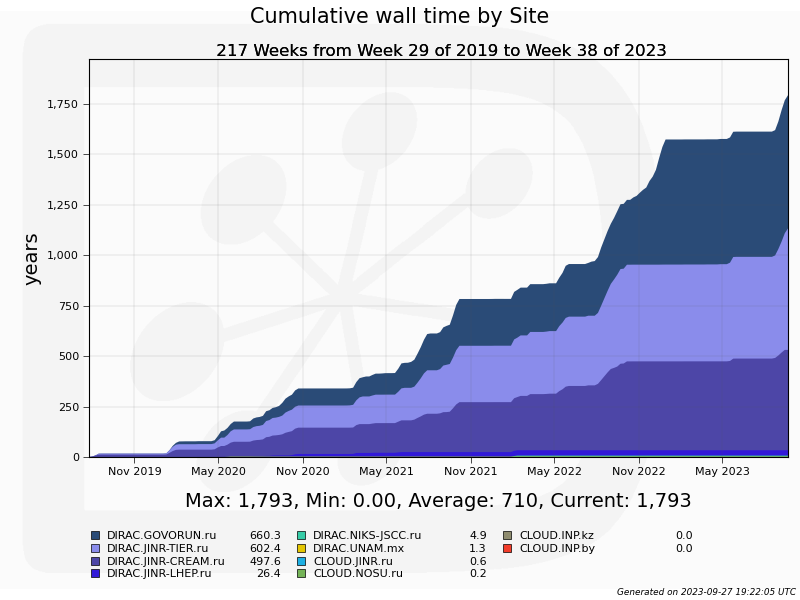 Cumulative wall time by Site
217 Weeks from Week 29 of 2019 to Week 38 of 2023
years
1,750
1,500
1,250
1,000
750
500
250
0
Nov 2019 May 2020 Nov 2020 May 2021 Nov 2021 May 2022 Nov 2022 May 2023
Max: 1,793, Min: 0.00, Average: 710, Current: 1,793
DIRAC.GOVORUN.ru 660.3 DIRAC.NIKS-JSCC.ru 4.9 CLOUD.INP.kz 0.0
DIRAC.JINR-TIER.ru 602.4 DIRAC.UNAM.mx 1.3 CLOUD.INP.by 0.0
DIRAC.JINR-CREAM.ru 497.6 CLOUD.JINR.ru 0.6
DIRAC.JINR-LHEP.ru 26.4 CLOUD.NOSU.ru 0.2
Generated on 2023-09-27 19:22:05 UTC